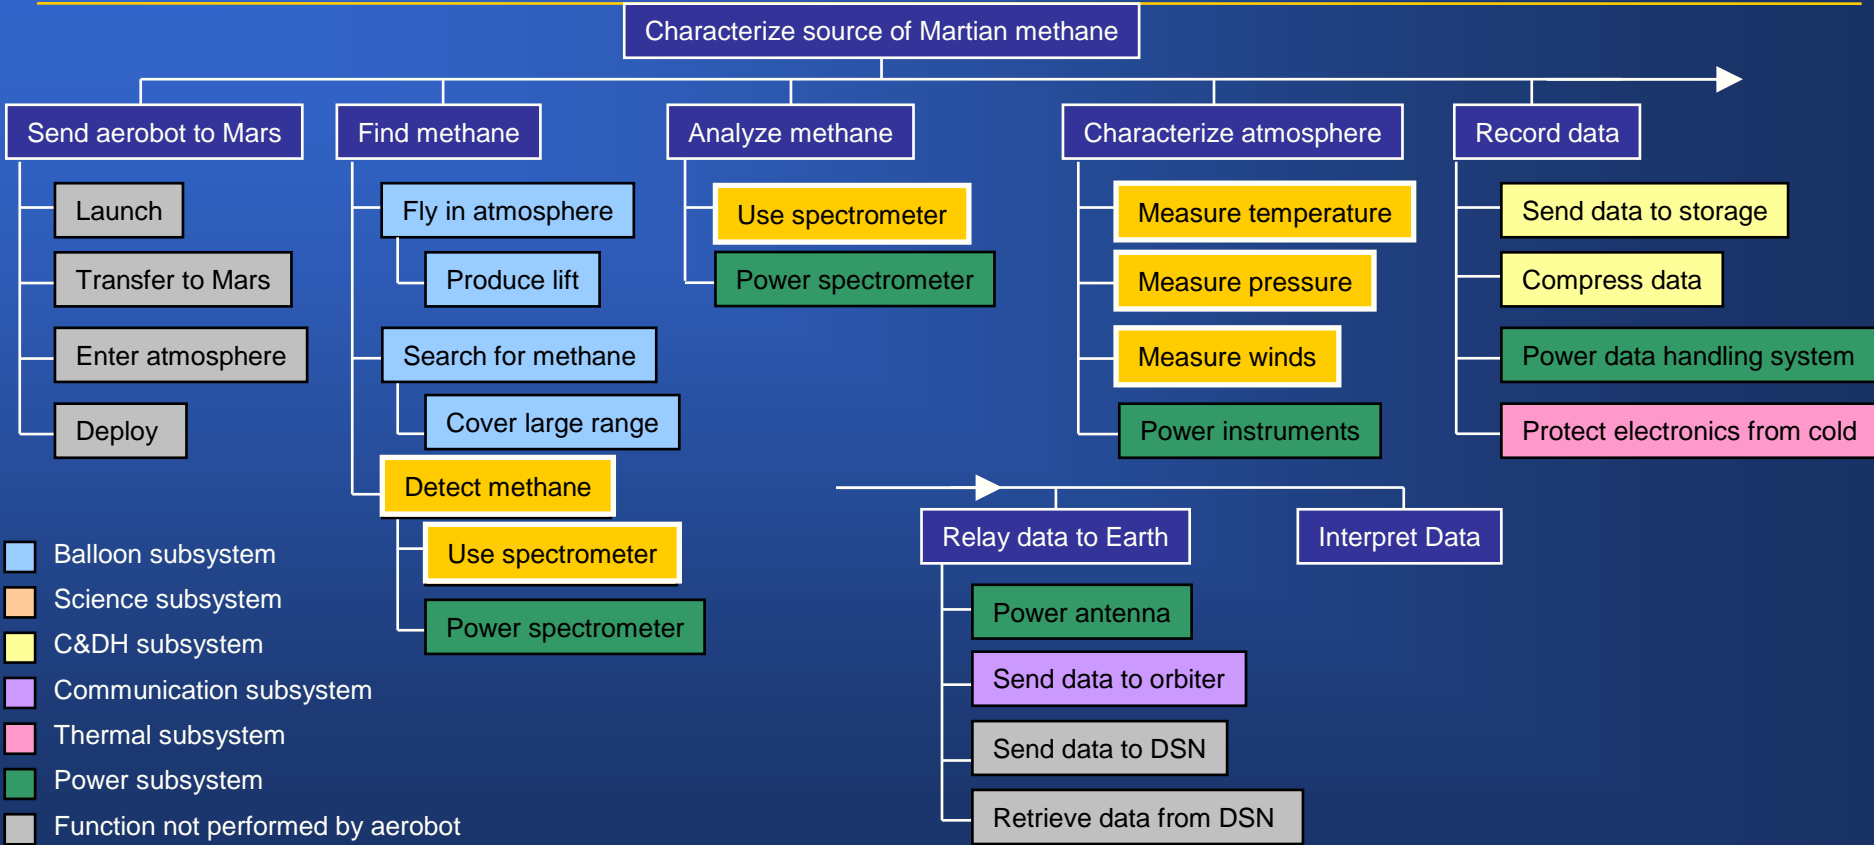 Characterize source of Martian methane
Send aerobot to Mars
Launch
Transfer to Mars
Enter atmosphere
Deploy
Find methane
Fly in atmosphere
Produce lift
Search for methane
Cover large range
Detect methane
Use spectrometer
Power spectrometer
Analyze methane
Use spectrometer
Power spectrometer
Characterize atmosphere
Measure temperature
Measure pressure
Measure winds
Power instruments
Record data
Send data to storage
Compress data
Power data handling system
Protect electronics from cold
Relay data to Earth
Power antenna
Send data to orbiter
Send data to DSN
Retrieve data from DSN
Interpret Data
Balloon subsystem
Science subsystem
C&DH subsystem
Communication subsystem
Thermal subsystem
Power subsystem
Function not performed by aerobot